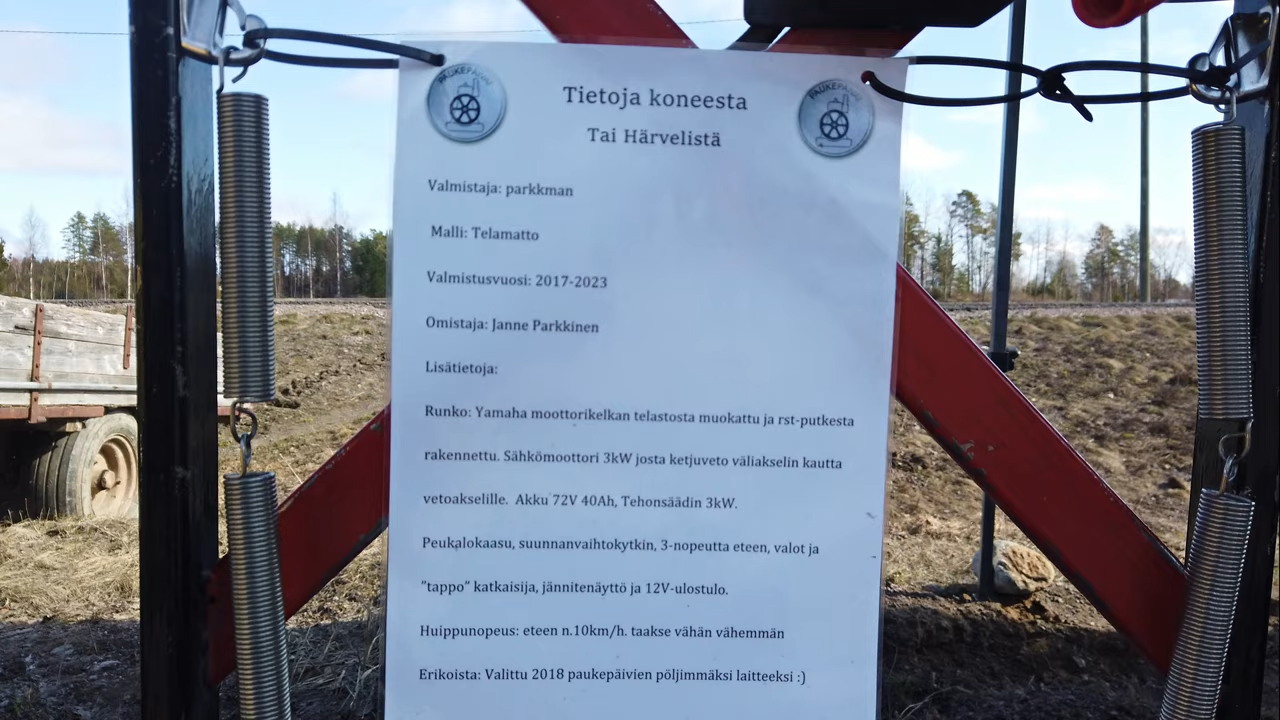 PAUKEPÄIVÄT
PAUKEPÄIVÄT
Tietoja koneesta
Tai Härvelistä
Valmistaja: parkkman
Malli: Telamatto
Valmistusvuosi: 2017-2023
Omistaja: Janne Parkkinen
Lisätietoja:
Runko: Yamaha moottorikelkan telastosta muokattu ja rst-putkesta
rakennettu. Sähkömoottori 3kW josta ketjuveto väliakselin kautta
vetoakselille. Akku 72V 40Ah, Tehonsäädin 3kW.
Peukalokaasu, suunnanvaihtokytkin, 3-nopeutta eteen, valot ja
"tappo" katkaisija, jännitenäyttö ja 12V-ulostulo.
Huippunopeus: eteen n.10km/h. taakse vähän vähemmän
Erikoista: Valittu 2018 paukepäivien pöljimmäksi laitteeksi :)